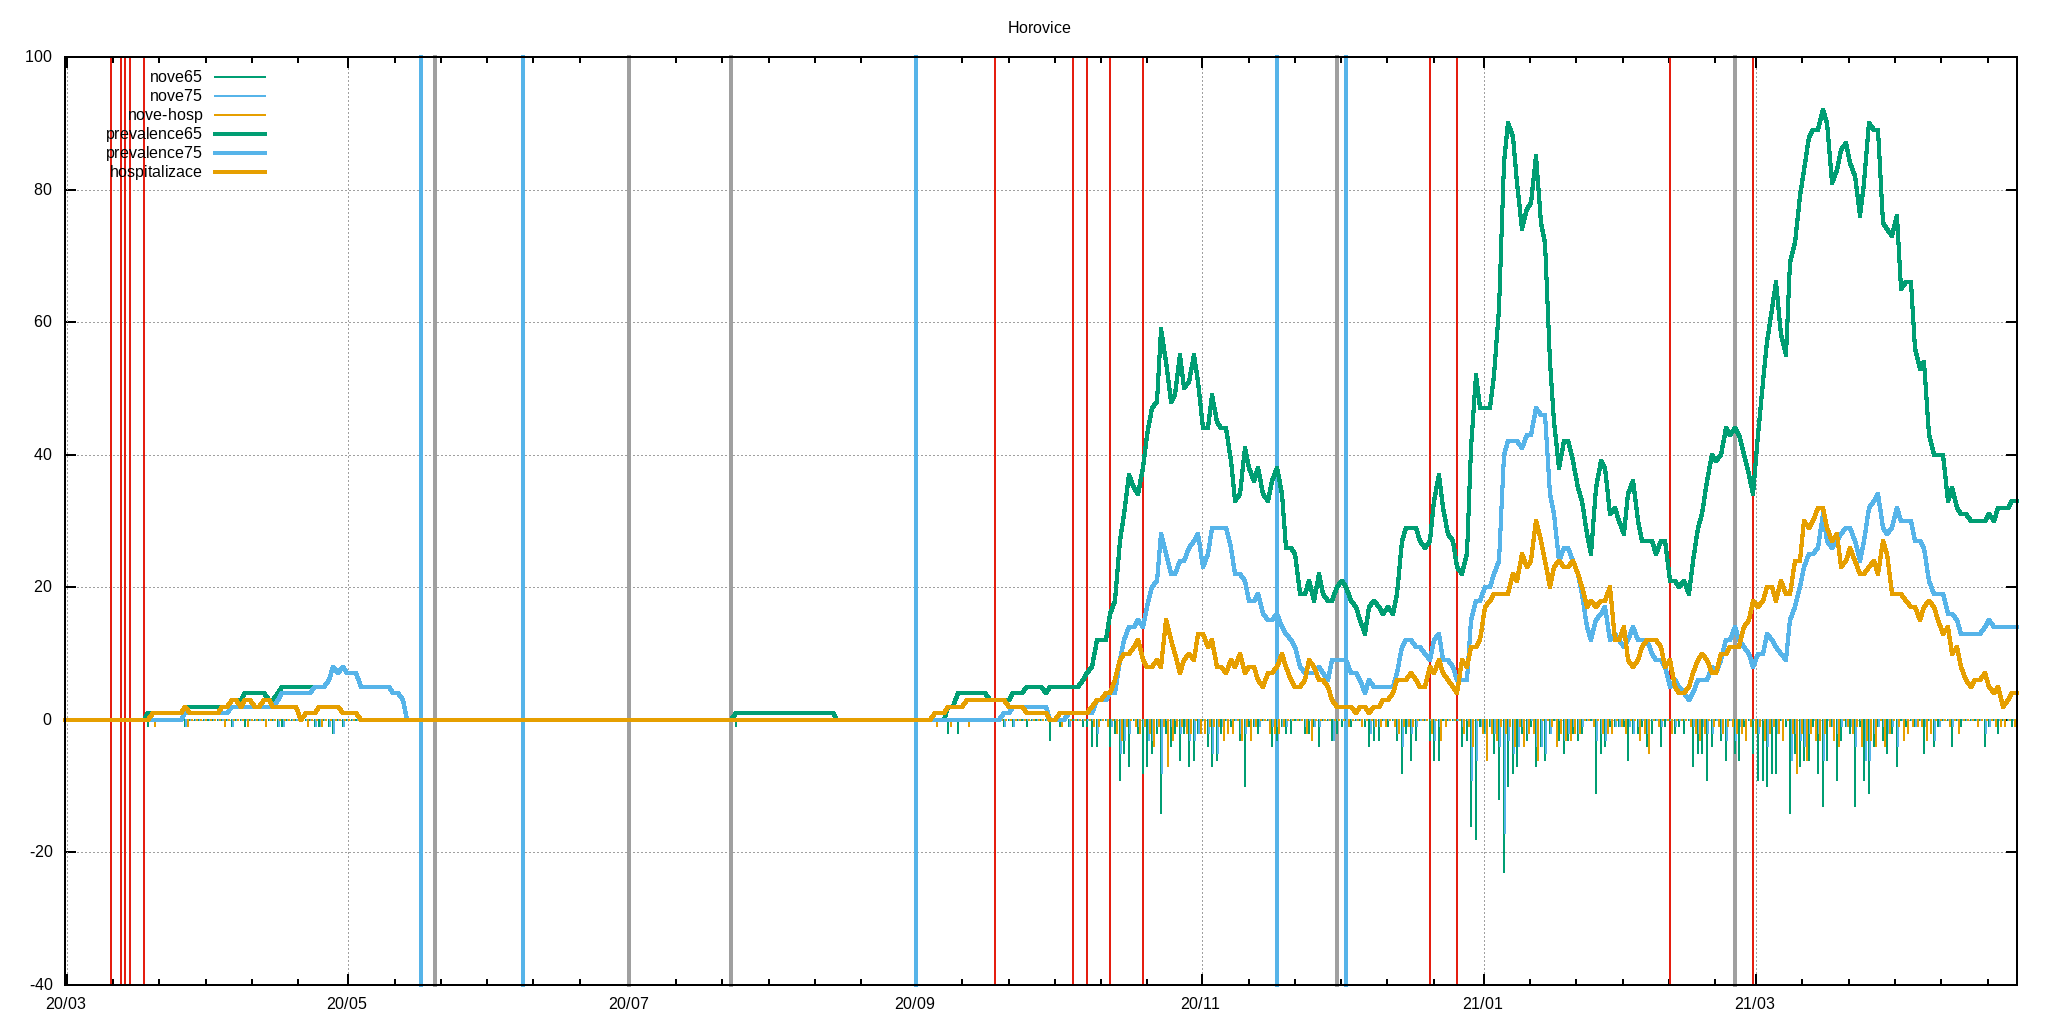 Horovice
100
nove65
nove75
nove-hosp
prevalence65
prevalence75
hospitalizace
80
60
40
20
0
-20
-40
20/03 20/05 20/07 20/09 20/11 21/01 21/03